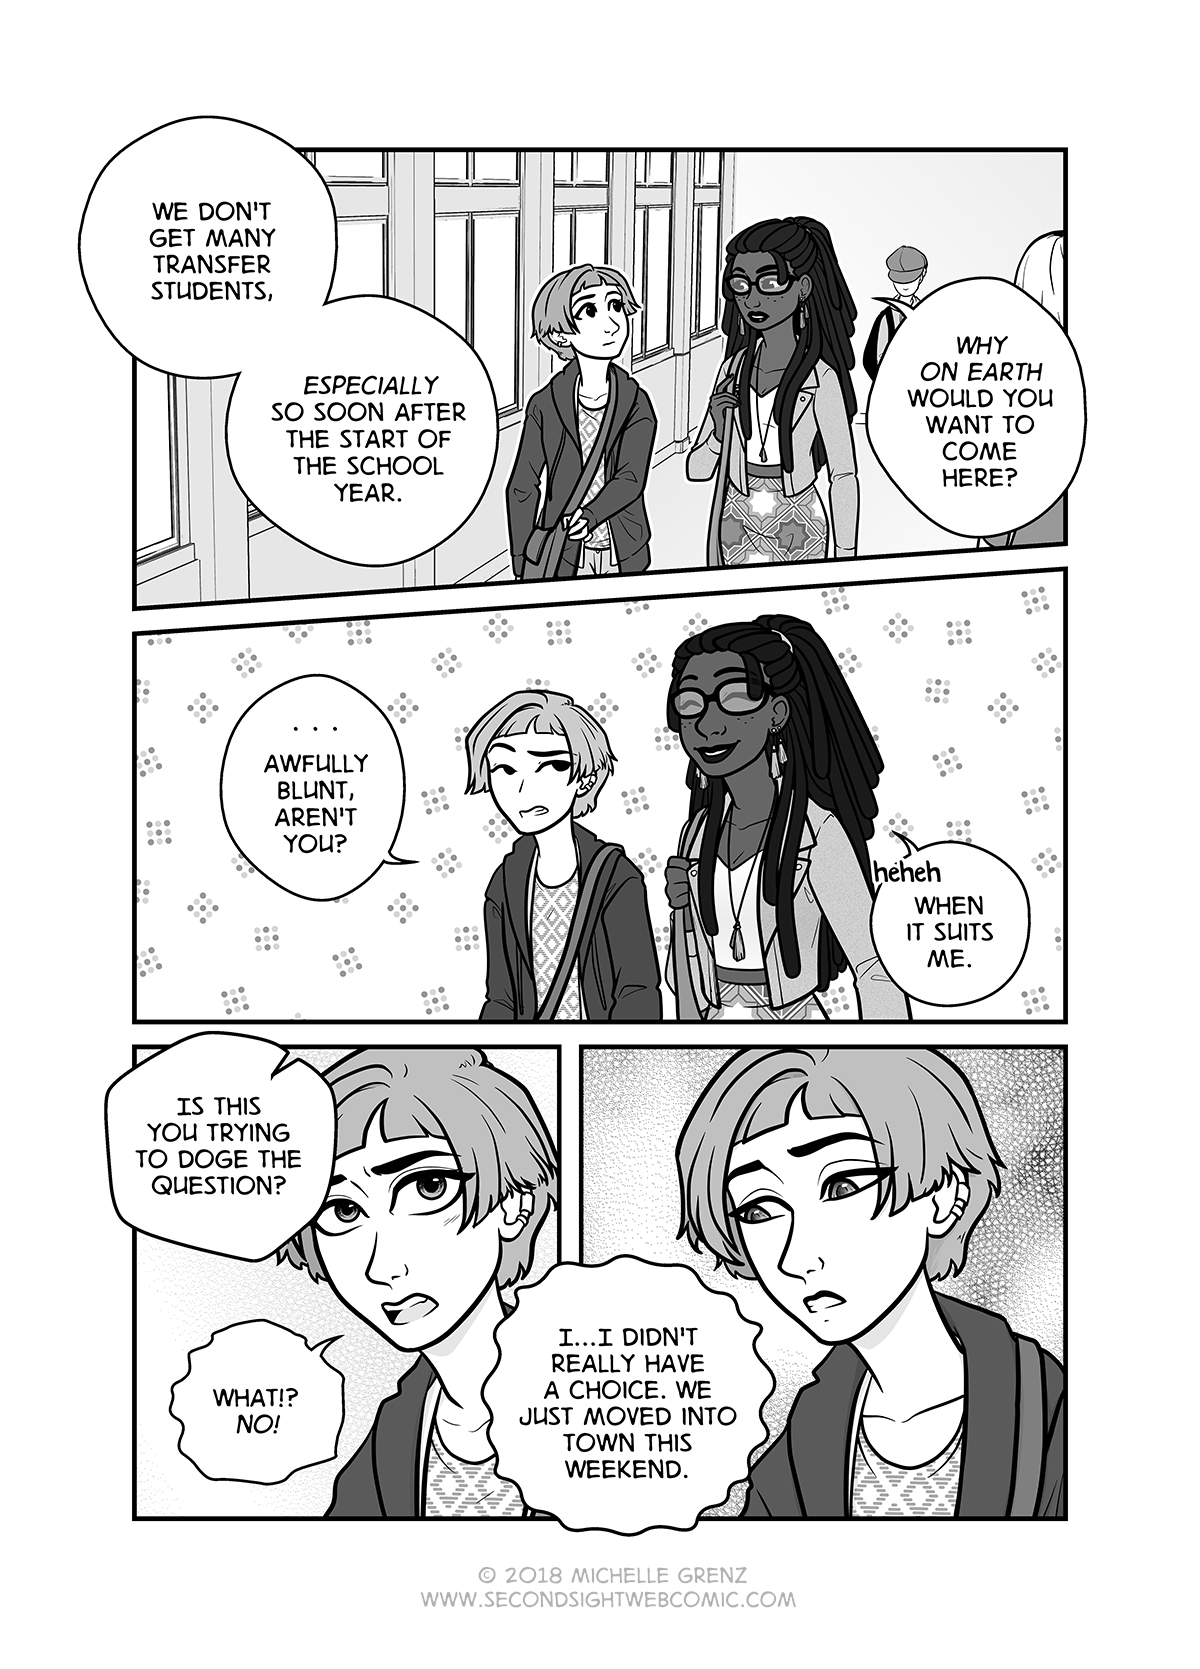 WE DON'T
GET MANY
TRANSFER
STUDENTS,
ESPECIALLY
SO SOON AFTER
THE START OF
THE SCHOOL
YEAR.
WHY
ON EARTH
WOULD YOU
WANT TO
COME
HERE?
...
AWFULLY
BLUNT,
AREN'T
YOU?
heheh
WHEN
IT SUITS
ME.
IS THIS
YOU TRYING
TO DOGE THE
QUESTION?
WHAT!?
NO!
I...I DIDN'T
REALLY HAVE
A CHOICE. WE
JUST MOVED INTO
TOWN THIS
WEEKEND.
© 2018 MICHELLE GRENZ
WWW.SECONDSIGHTWEBCOMIC.COM